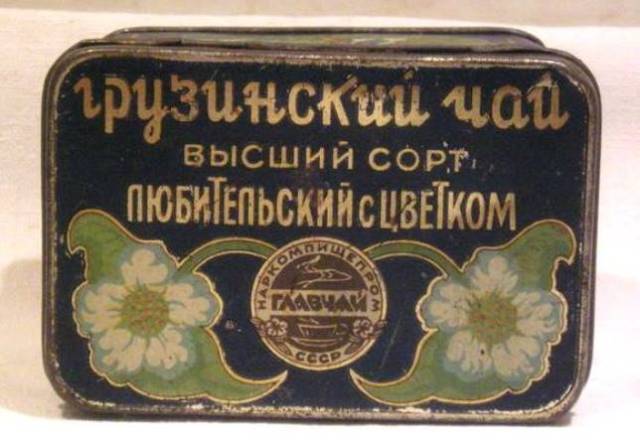 грузинский чай
ВЫСШИЙ СОРТ
ЛЮБИТЕЛЬСКИЙ с ЦВЕТКОМ
НАРКОМПИЩЕПРОМ
ГЛАВЧАЙ
СССР